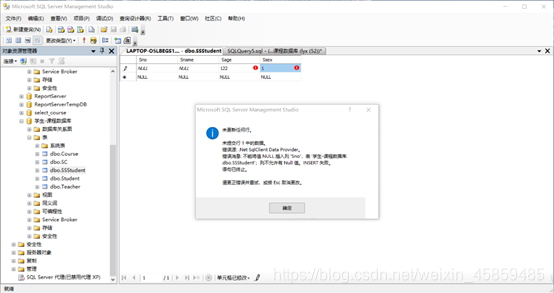 Microsoft SQL Server Management Studio
文件(F) 编辑(E) 视图(V) 项目(P) 调试(D) 查询设计器(R) 工具(T) 窗口(W) 社区(C) 帮助(H)
新建查询(N)
更改类型(Y)
对象资源管理器
连接
Service Broker
存储
安全性
ReportServer
ReportServerTempDB
select_course
学生-课程数据库
数据库关系图
表
系统表
dbo.Course
dbo.SC
dbo.SSStudent
dbo.Student
dbo.Teacher
视图
同义词
可编程性
Service Broker
存储
安全性
安全性
服务器对象
复制
管理
SQL Server 代理(已禁用代理 XP)
LAPTOP-O5LBEGS1... - dbo.SSStudent
Sno Sname Sage Ssex
NULL NULL 122 1
NULL NULL NULL NULL
Microsoft SQL Server Management Studio
未更新任何行。
未提交行 1 中的数据。
错误源: .Net SqlClient Data Provider。
错误消息: 不能将值 NULL 插入列 'Sno'，表 '学生-课程数据库
dbo.SSStudent'；列不允许有 Null 值。INSERT 失败。
语句已终止。
请更正错误并重试，或按 Esc 取消更改。
确定
1 / 1
单元格已修改。
就绪
https://blog.csdn.net/weixin_45859485